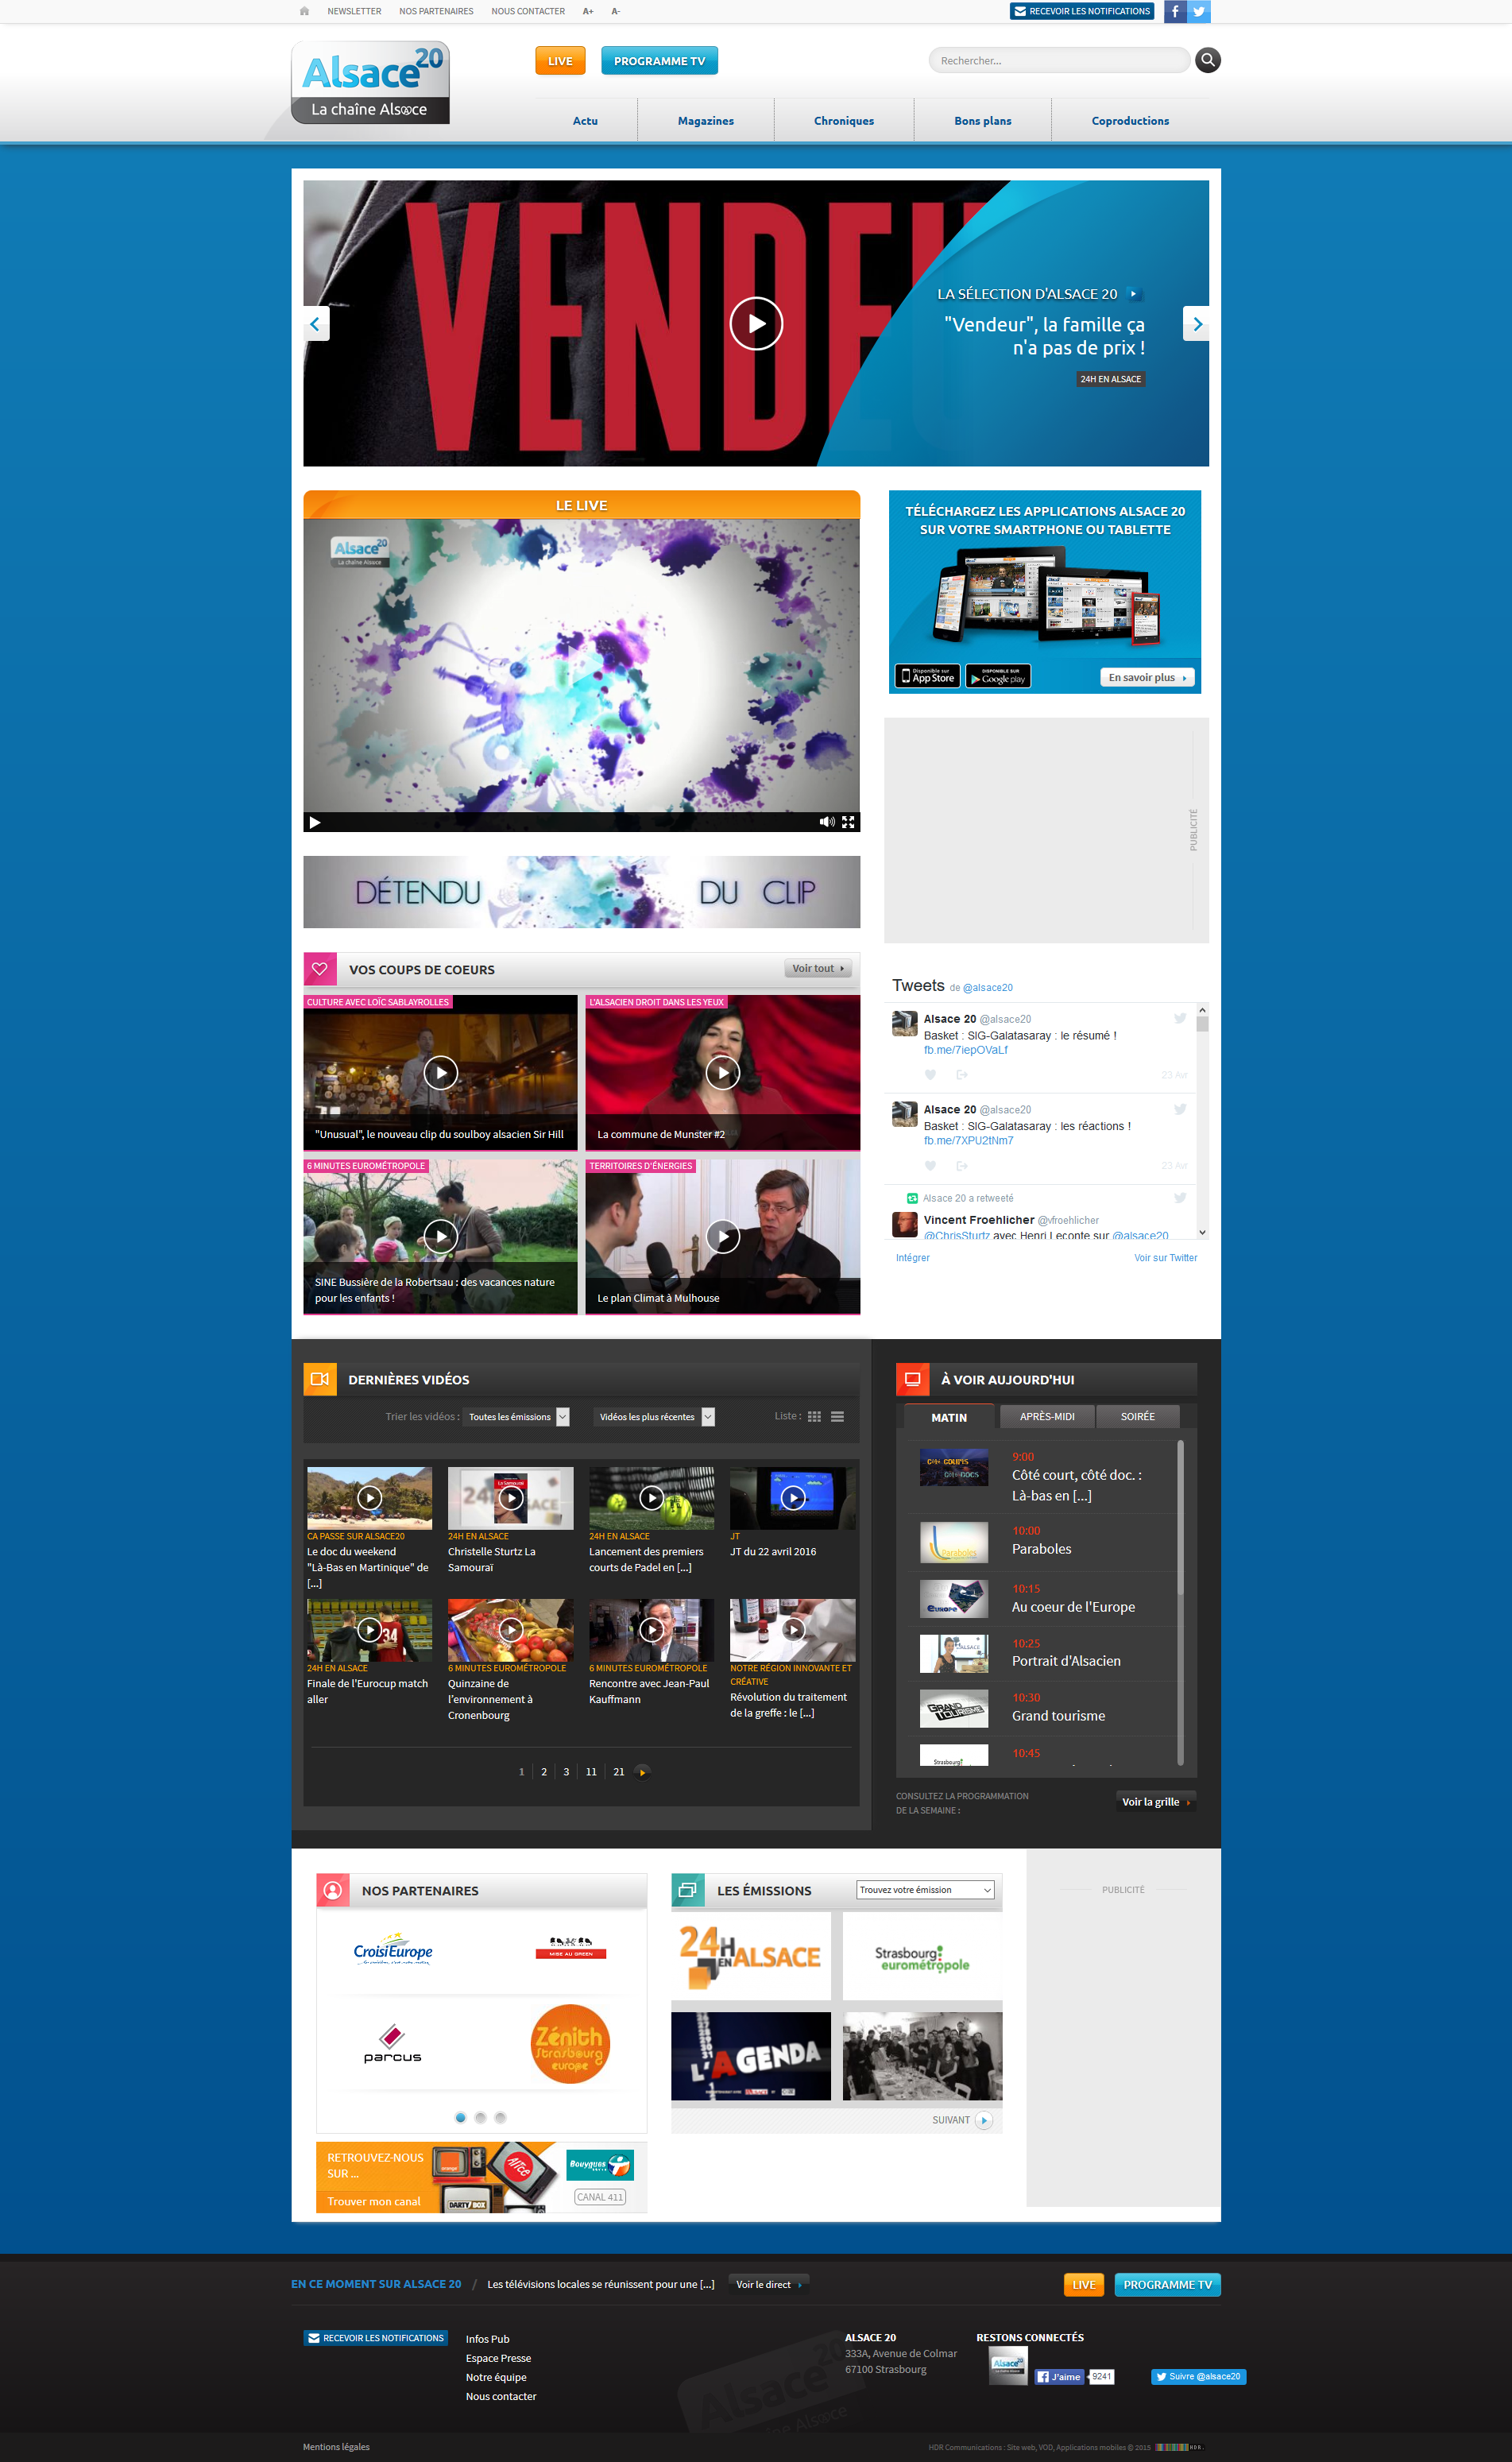 NEWSLETTER
NOS PARTENAIRES
NOUS CONTACTER
A+
A-
RECEVOIR LES NOTIFICATIONS
Alsace20
La chaîne Alsace
LIVE
PROGRAMME TV
Rechercher...
Actu
Magazines
Chroniques
Bons plans
Coproductions
VENDEU
LA SÉLECTION D'ALSACE 20
"Vendeur", la famille ça
n'a pas de prix !
24H EN ALSACE
LE LIVE
Alsace20
La chaîne Alsace
TÉLÉCHARGEZ LES APPLICATIONS ALSACE 20
SUR VOTRE SMARTPHONE OU TABLETTE
Disponible sur
App Store
DISPONIBLE SUR
Google play
En savoir plus
PUBLICITÉ
DÉTENDU DU CLIP
VOS COUPS DE COEURS
Voir tout
CULTURE AVEC LOÏC SABLAYROLLES
"Unusual", le nouveau clip du soulboy alsacien Sir Hill
L'ALSACIEN DROIT DANS LES YEUX
La commune de Munster #2
6 MINUTES EUROMÉTROPOLE
SINE Bussière de la Robertsau : des vacances nature
pour les enfants !
TERRITOIRES D'ÉNERGIES
Le plan Climat à Mulhouse
Tweets de @alsace20
Alsace 20 @alsace20
Basket : SIG-Galatasaray : le résumé !
fb.me/7iepOVaLf
23 Avr
Alsace 20 @alsace20
Basket : SIG-Galatasaray : les réactions !
fb.me/7XPU2tNm7
23 Avr
Alsace 20 a retweeté
Vincent Froehlicher @vfroehlicher
@ChrisSturtz avec Henri Leconte sur @alsace20
Intégrer
Voir sur Twitter
DERNIÈRES VIDÉOS
Trier les vidéos :
Toutes les émissions
Vidéos les plus récentes
Liste :
CA PASSE SUR ALSACE20
Le doc du weekend
"Là-Bas en Martinique" de
[...]
24H EN ALSACE
Christelle Sturtz La
Samouraï
24H EN ALSACE
Lancement des premiers
courts de Padel en [...]
JT
JT du 22 avril 2016
34
24H EN ALSACE
Finale de l'Eurocup match
aller
6 MINUTES EUROMÉTROPOLE
Quinzaine de
l'environnement à
Cronenbourg
6 MINUTES EUROMÉTROPOLE
Rencontre avec Jean-Paul
Kauffmann
NOTRE RÉGION INNOVANTE ET
CRÉATIVE
Révolution du traitement
de la greffe : le [...]
1 2 3 11 21
À VOIR AUJOURD'HUI
MATIN
APRÈS-MIDI
SOIRÉE
9:00
Côté court, côté doc. :
Là-bas en [...]
10:00
Paraboles
10:15
Au coeur de l'Europe
10:25
Portrait d'Alsacien
10:30
Grand tourisme
10:45
CONSULTEZ LA PROGRAMMATION
DE LA SEMAINE :
Voir la grille
NOS PARTENAIRES
CroisiEurope
MISE AU GREEN
parcus
Zénith
Strasbourg
europe
LES ÉMISSIONS
Trouvez votre émission
24H EN ALSACE
Strasbourg
eurométropole
L'AGENDA
SUIVANT
PUBLICITÉ
RETROUVEZ-NOUS
SUR ...
Trouver mon canal
orange
DARTY BOX
Bouygues
CANAL 411
EN CE MOMENT SUR ALSACE 20 / Les télévisions locales se réunissent pour une [...]
Voir le direct
LIVE
PROGRAMME TV
RECEVOIR LES NOTIFICATIONS
Infos Pub
Espace Presse
Notre équipe
Nous contacter
ALSACE 20
333A, Avenue de Colmar
67100 Strasbourg
RESTONS CONNECTÉS
Alsace20
J'aime
9241
Suivre @alsace20
Mentions légales
HDR Communications : Site web, VOD, Applications mobiles © 2015